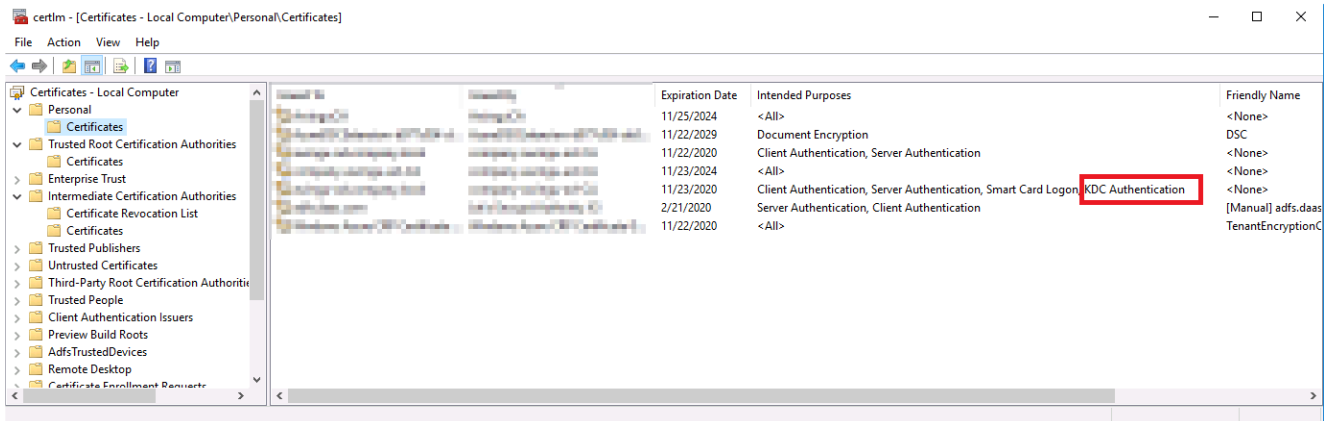 certlm - [Certificates - Local Computer\Personal\Certificates]
File Action View Help
Certificates - Local Computer
Personal
Certificates
Trusted Root Certification Authorities
Certificates
Enterprise Trust
Intermediate Certification Authorities
Certificate Revocation List
Certificates
Trusted Publishers
Untrusted Certificates
Third-Party Root Certification Authoritie
Trusted People
Client Authentication Issuers
Preview Build Roots
AdfsTrustedDevices
Remote Desktop
Certificate Enrollment Requests
Expiration Date Intended Purposes Friendly Name
11/25/2024 <All> <None>
11/22/2029 Document Encryption DSC
11/22/2020 Client Authentication, Server Authentication <None>
11/23/2024 <All> <None>
11/23/2020 Client Authentication, Server Authentication, Smart Card Logon, KDC Authentication <None>
2/21/2020 Server Authentication, Client Authentication [Manual] adfs.daas
11/22/2020 <All> TenantEncryptionC